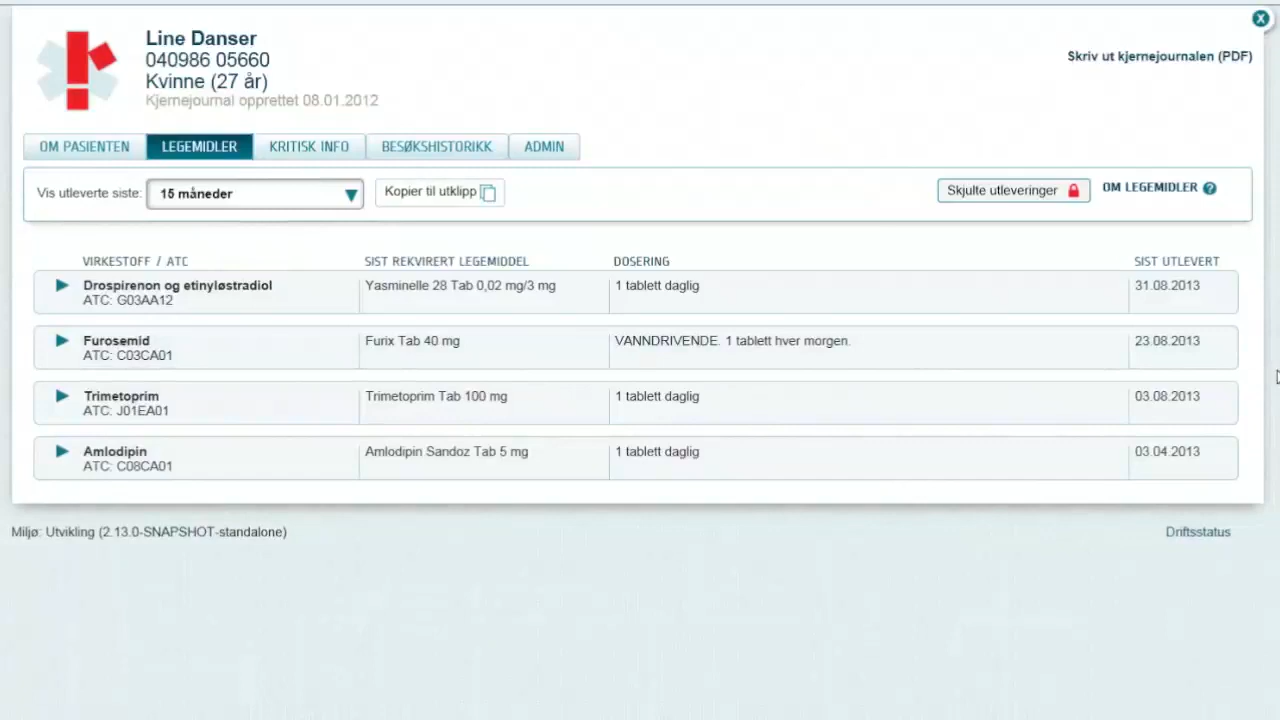 Line Danser
040986 05660
Kvinne (27 år)
Kjernejournal opprettet 08.01.2012
Skriv ut kjernejournalen (PDF)
X
OM PASIENTEN LEGEMIDLER KRITISK INFO BESØKSHISTORIKK ADMIN
Vis utleverte siste: 15 måneder Kopier til utklipp Skjulte utleveringer OM LEGEMIDLER ?
VIRKESTOFF / ATC SIST REKVIRERT LEGEMIDDEL DOSERING SIST UTLEVERT
Drospirenon og etinyløstradiol Yasminelle 28 Tab 0,02 mg/3 mg 1 tablett daglig 31.08.2013
ATC: G03AA12
Furosemid Furix Tab 40 mg VANNDRIVENDE. 1 tablett hver morgen. 23.08.2013
ATC: C03CA01
Trimetoprim Trimetoprim Tab 100 mg 1 tablett daglig 03.08.2013
ATC: J01EA01
Amlodipin Amlodipin Sandoz Tab 5 mg 1 tablett daglig 03.04.2013
ATC: C08CA01
Miljø: Utvikling (2.13.0-SNAPSHOT-standalone) Driftsstatus